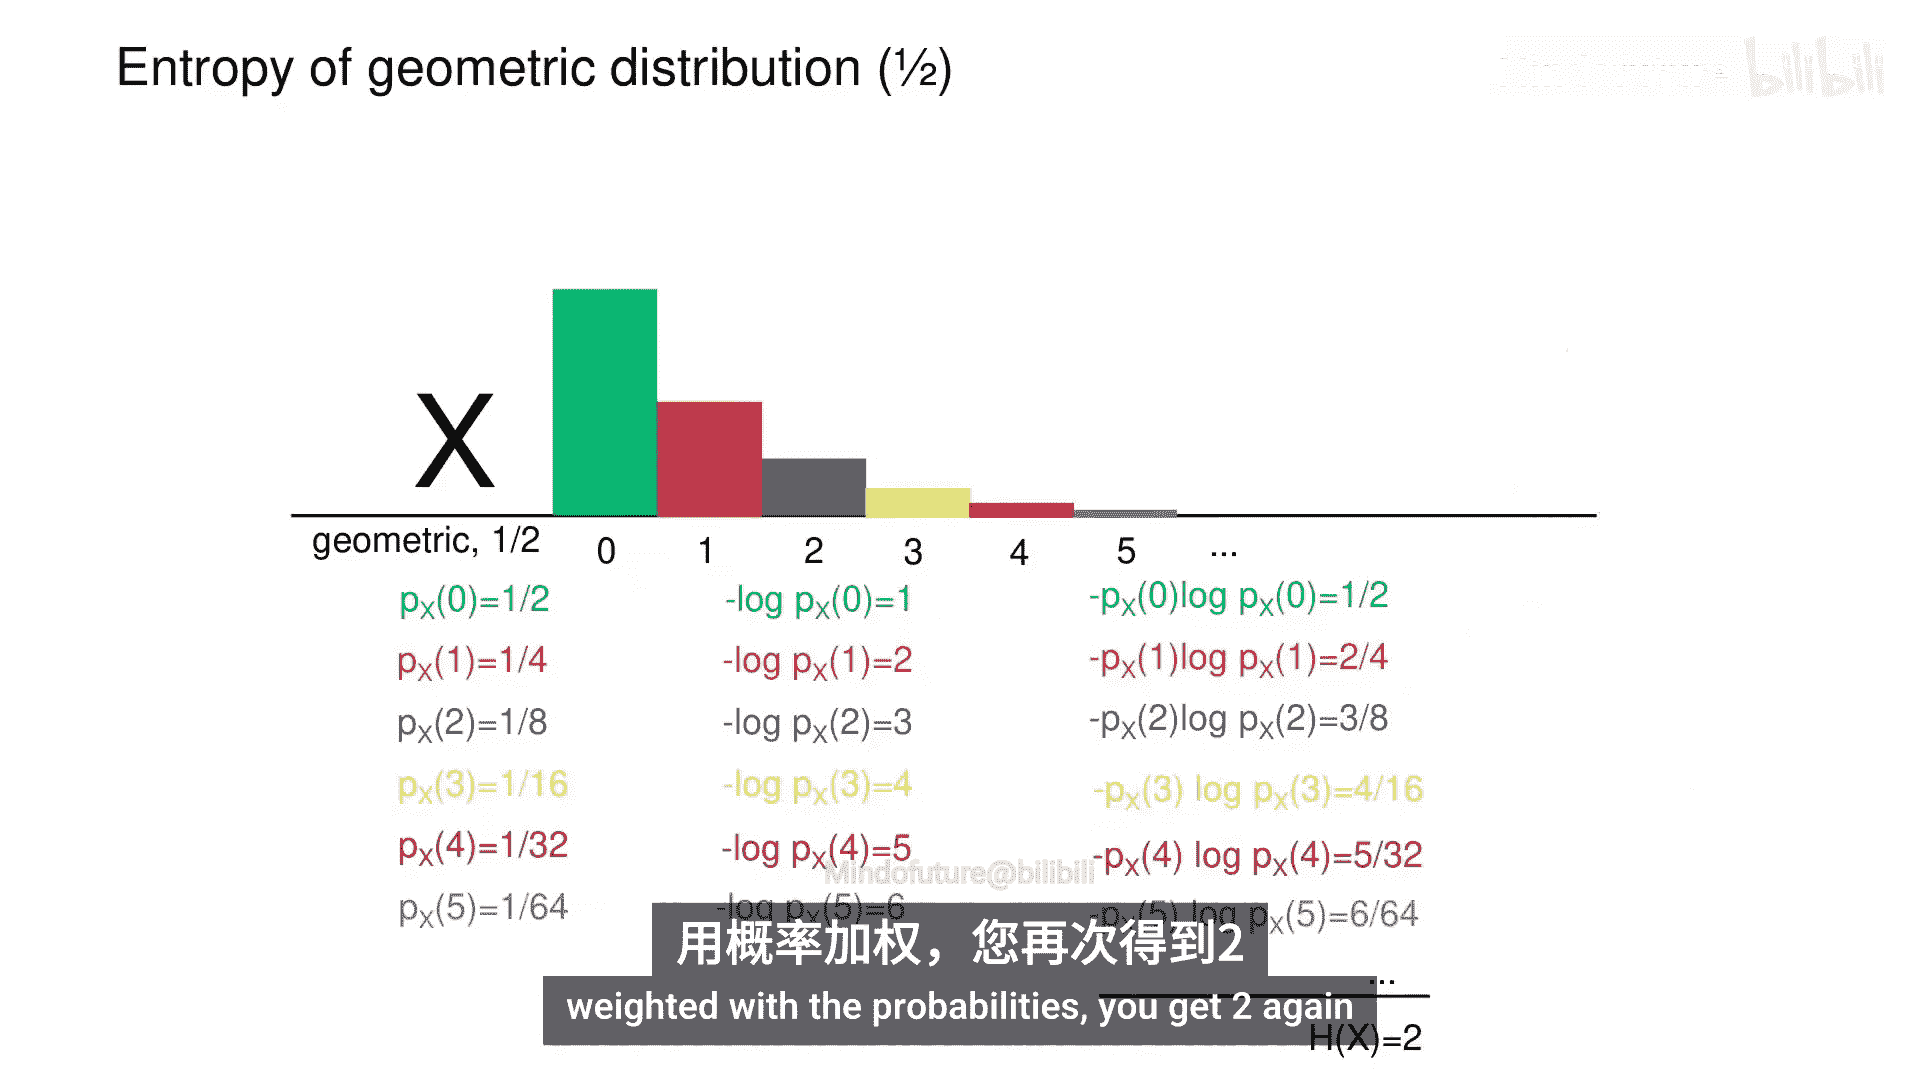 Entropy of geometric distribution (½)
bilibili
X
geometric, 1/2
0 1 2 3 4 5 ...
pX(0)=1/2 -log pX(0)=1 -pX(0)log pX(0)=1/2
pX(1)=1/4 -log pX(1)=2 -pX(1)log pX(1)=2/4
pX(2)=1/8 -log pX(2)=3 -pX(2)log pX(2)=3/8
pX(3)=1/16 -log pX(3)=4 -pX(3) log pX(3)=4/16
pX(4)=1/32 -log pX(4)=5 -pX(4) log pX(4)=5/32
Mindofuture@bilibili
pX(5)=1/64 -log pX(5)=6 -pX(5) log pX(5)=6/64
用概率加权，您再次得到2
...
weighted with the probabilities, you get 2 again
H(X)=2